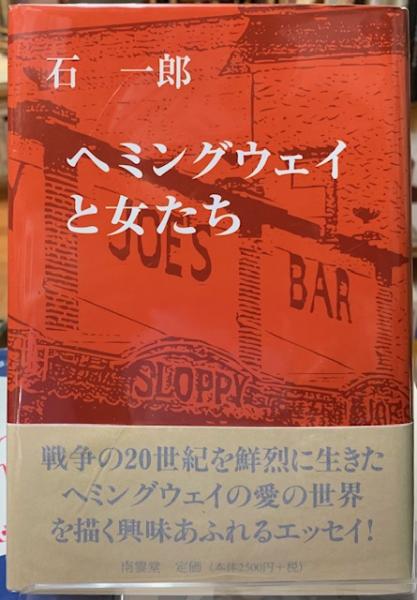 石 一郎
ヘミングウェイ
と女たち
JOE'S
BAR
SLOPPY
JOE
戦争の20世紀を鮮烈に生きた
ヘミングウェイの愛の世界
を描く興味あふれるエッセイ!
南雲堂 定価(本体2500円+税)